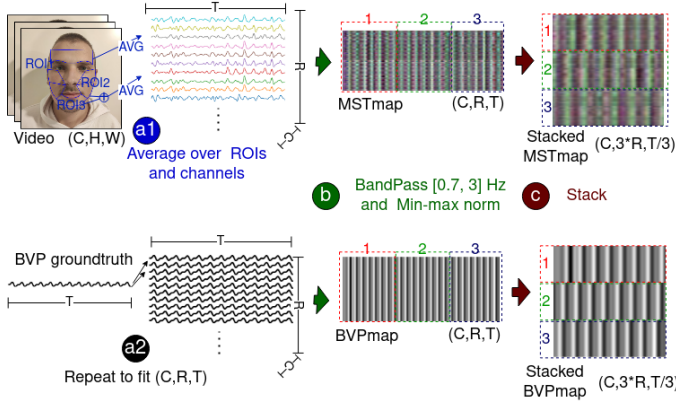 T
AVG
ROI1
ROI2
ROI3
AVG
R
C
Video (C,H,W)
a1
Average over ROIs
and channels
1 2 3
MSTmap (C,R,T)
b
BandPass [0.7, 3] Hz
and Min-max norm
1
2
3
Stacked
MSTmap (C,3*R,T/3)
c
Stack
BVP groundtruth
T
T
R
C
a2
Repeat to fit (C,R,T)
1 2 3
BVPmap (C,R,T)
1
2
3
Stacked
BVPmap (C,3*R,T/3)